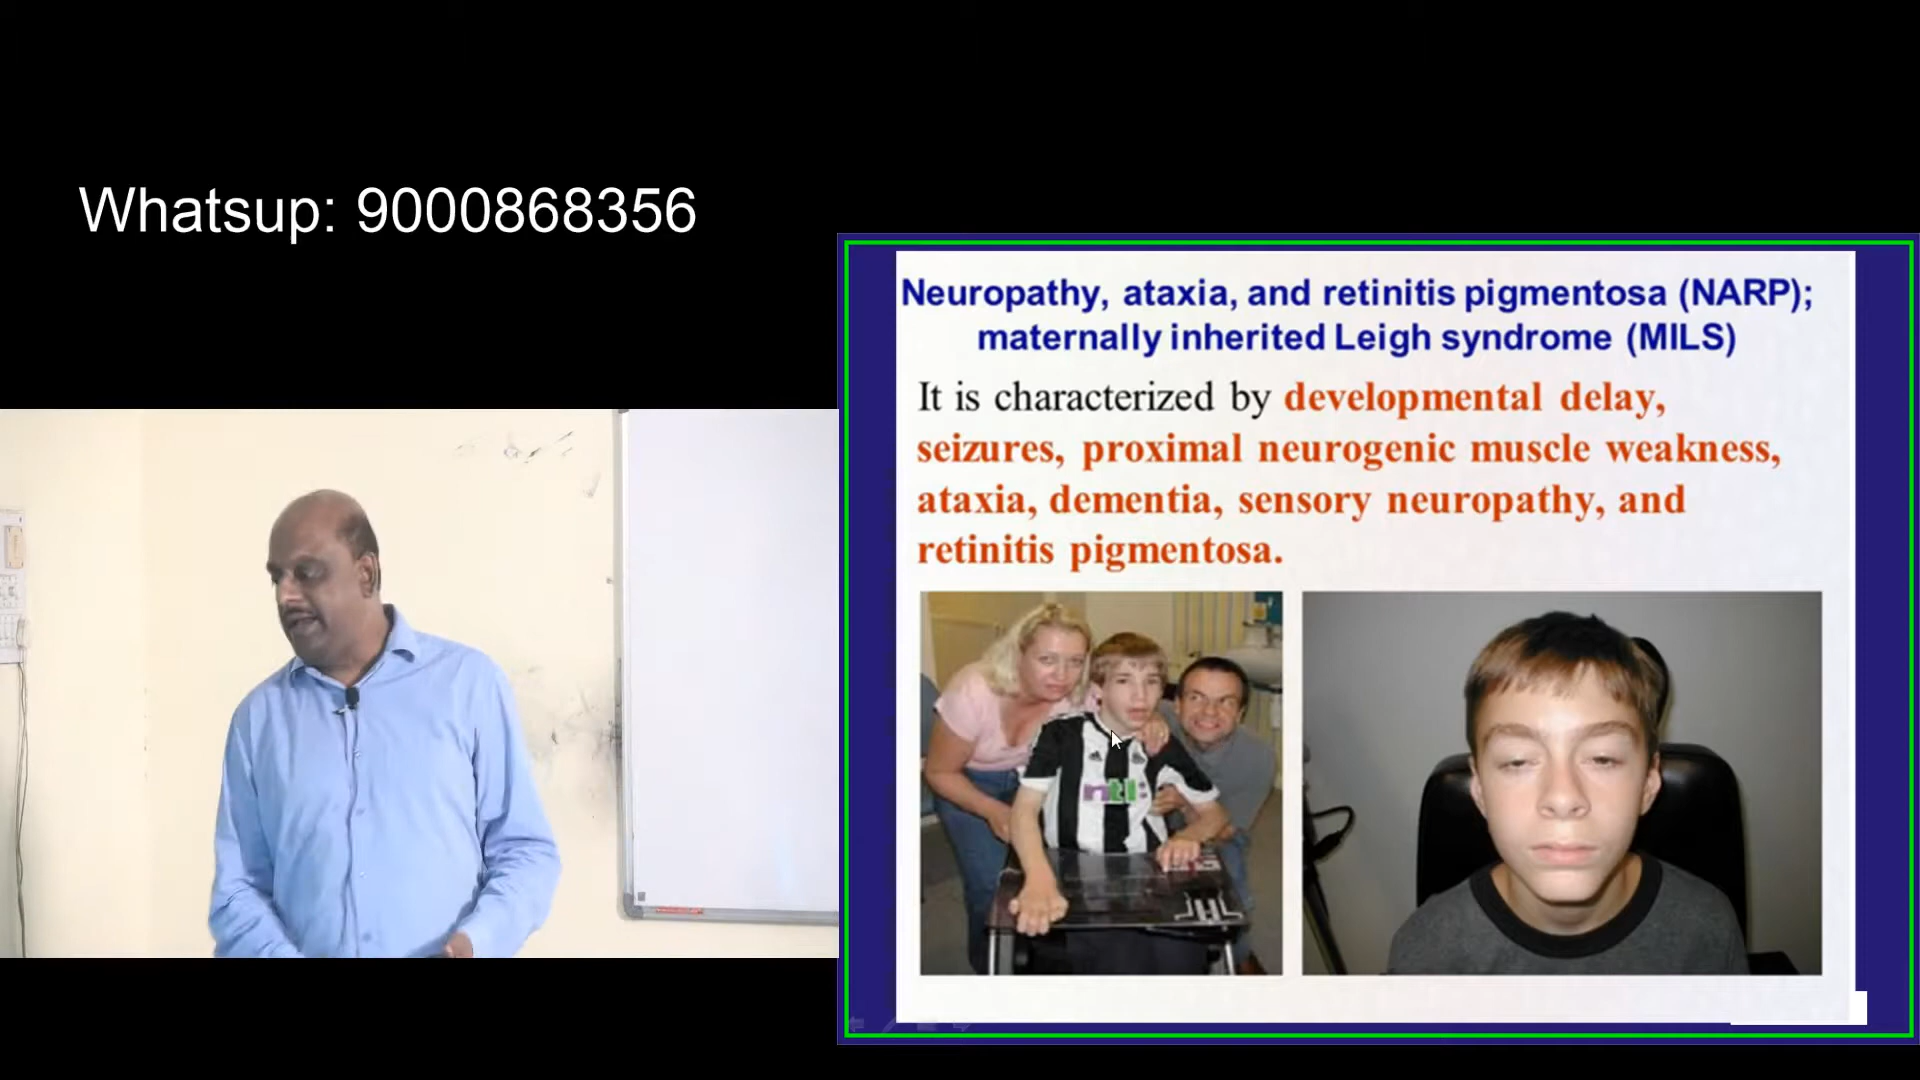 Whatsup: 9000868356
Neuropathy, ataxia, and retinitis pigmentosa (NARP);
maternally inherited Leigh syndrome (MILS)
It is characterized by developmental delay,
seizures, proximal neurogenic muscle weakness,
ataxia, dementia, sensory neuropathy, and
retinitis pigmentosa.
ntl: